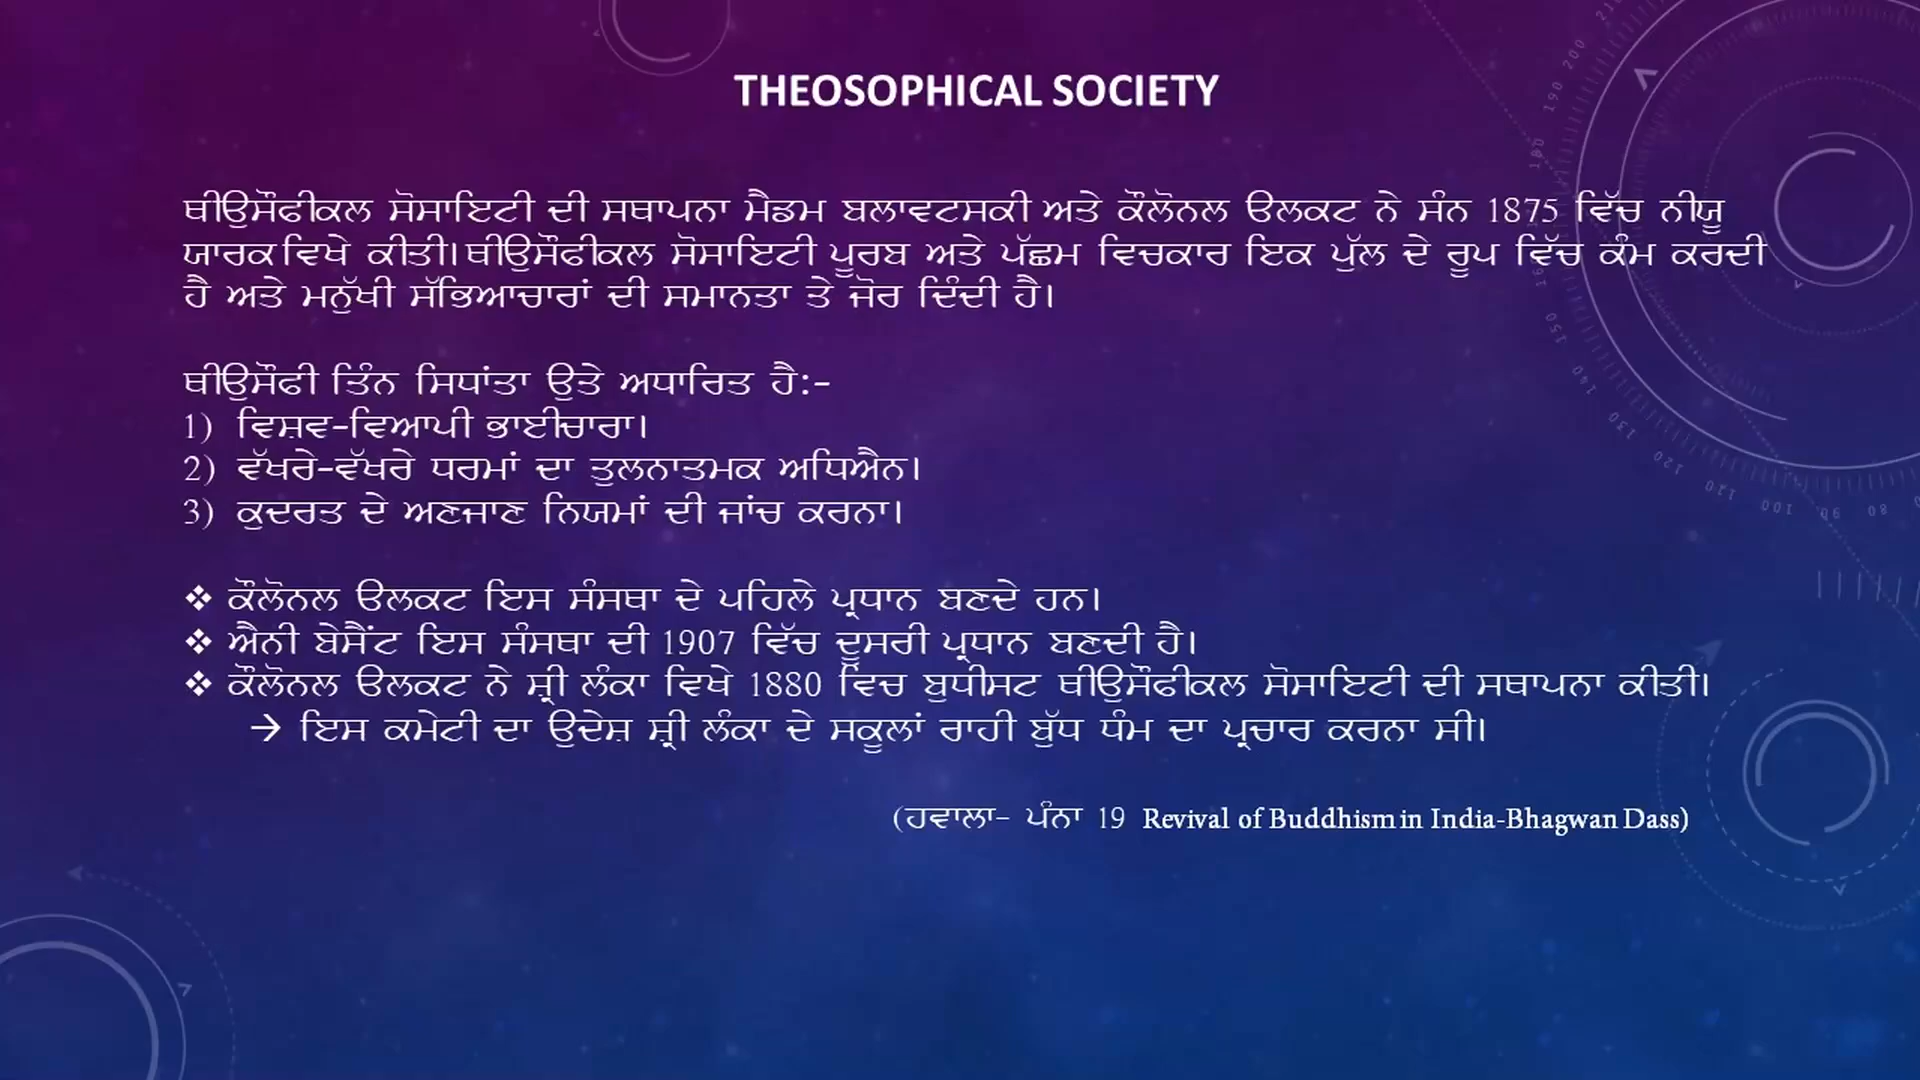 THEOSOPHICAL SOCIETY
ਥੀਉਸੌਫੀਕਲ ਸੋਸਾਇਟੀ ਦੀ ਸਥਾਪਨਾ ਮੈਡਮ ਬਲਾਵਟਸਕੀ ਅਤੇ ਕੌਲੋਨਲ ੳਲਕਟ ਨੇ ਸੰਨ 1875 ਵਿੱਚ ਨੀਯੂ
ਯਾਰਕ ਵਿਖੇ ਕੀਤੀ। ਥੀਉਸੌਫੀਕਲ ਸੋਸਾਇਟੀ ਪੂਰਬ ਅਤੇ ਪੱਛਮ ਵਿਚਕਾਰ ਇਕ ਪੁੱਲ ਦੇ ਰੂਪ ਵਿੱਚ ਕੰਮ ਕਰਦੀ
ਹੈ ਅਤੇ ਮਨੁੱਖੀ ਸੱਭਿਆਚਾਰਾਂ ਦੀ ਸਮਾਨਤਾ ਤੇ ਜੋਰ ਦਿੰਦੀ ਹੈ।
ਥੀਉਸੌਫੀ ਤਿੰਨ ਸਿਧਾਂਤਾ ਉਤੇ ਅਧਾਰਿਤ ਹੈ:-
1) ਵਿਸ਼ਵ-ਵਿਆਪੀ ਭਾਈਚਾਰਾ।
2) ਵੱਖਰੇ-ਵੱਖਰੇ ਧਰਮਾਂ ਦਾ ਤੁਲਨਾਤਮਕ ਅਧਿਐਨ।
3) ਕੁਦਰਤ ਦੇ ਅਣਜਾਣ ਨਿਯਮਾਂ ਦੀ ਜਾਂਚ ਕਰਨਾ।
❖ ਕੌਲੋਨਲ ੳਲਕਟ ਇਸ ਸੰਸਥਾ ਦੇ ਪਹਿਲੇ ਪ੍ਰਧਾਨ ਬਣਦੇ ਹਨ।
❖ ਐਨੀ ਬੇਸੈਂਟ ਇਸ ਸੰਸਥਾ ਦੀ 1907 ਵਿੱਚ ਦੂਸਰੀ ਪ੍ਰਧਾਨ ਬਣਦੀ ਹੈ।
❖ ਕੌਲੋਨਲ ੳਲਕਟ ਨੇ ਸ਼੍ਰੀ ਲੰਕਾ ਵਿਖੇ 1880 ਵਿੱਚ ਬੁਧੀਸਟ ਥੀਉਸੌਫੀਕਲ ਸੋਸਾਇਟੀ ਦੀ ਸਥਾਪਨਾ ਕੀਤੀ।
→ ਇਸ ਕਮੇਟੀ ਦਾ ਉਦੇਸ਼ ਸ਼੍ਰੀ ਲੰਕਾ ਦੇ ਸਕੂਲਾਂ ਰਾਹੀ ਬੁੱਧ ਧੰਮ ਦਾ ਪ੍ਰਚਾਰ ਕਰਨਾ ਸੀ।
(ਹਵਾਲਾ- ਪੰਨਾ 19 Revival of Buddhism in India-Bhagwan Dass)